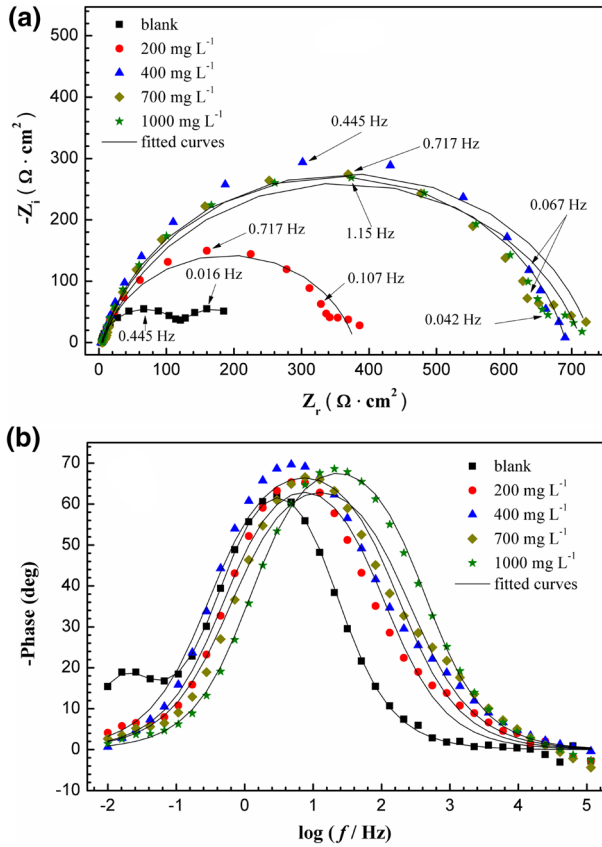 (a)
blank
200 mg L⁻¹
400 mg L⁻¹
700 mg L⁻¹
1000 mg L⁻¹
fitted curves
500
400
300
200
100
0
-Zᵢ (Ω · cm²)
0.445 Hz
0.717 Hz
0.717 Hz
1.15 Hz
0.067 Hz
0.016 Hz
0.107 Hz
0.042 Hz
0.445 Hz
0 100 200 300 400 500 600 700
Zᵣ (Ω · cm²)
(b)
blank
200 mg L⁻¹
400 mg L⁻¹
700 mg L⁻¹
1000 mg L⁻¹
fitted curves
70
60
50
40
30
20
10
0
-10
-Phase (deg)
-2 -1 0 1 2 3 4 5
log (f / Hz)